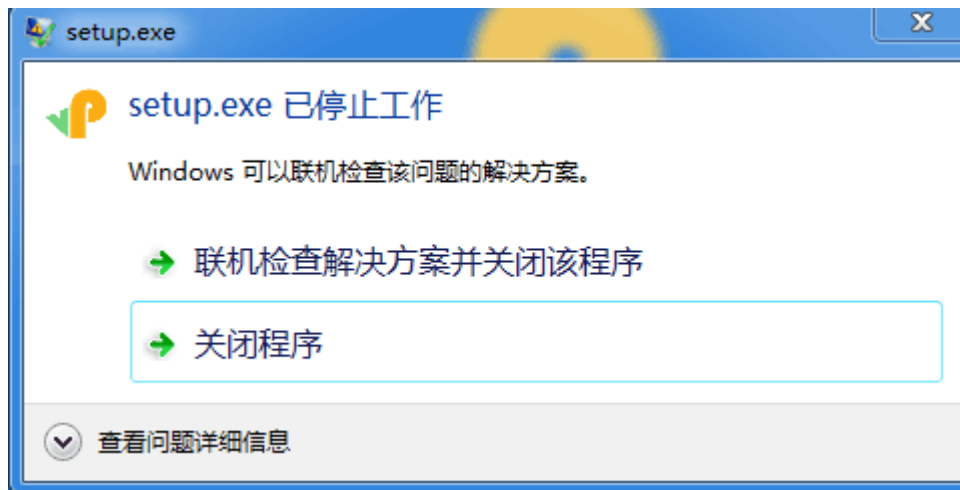 setup.exe
setup.exe 已停止工作
Windows 可以联机检查该问题的解决方案。
联机检查解决方案并关闭该程序
关闭程序
查看问题详细信息